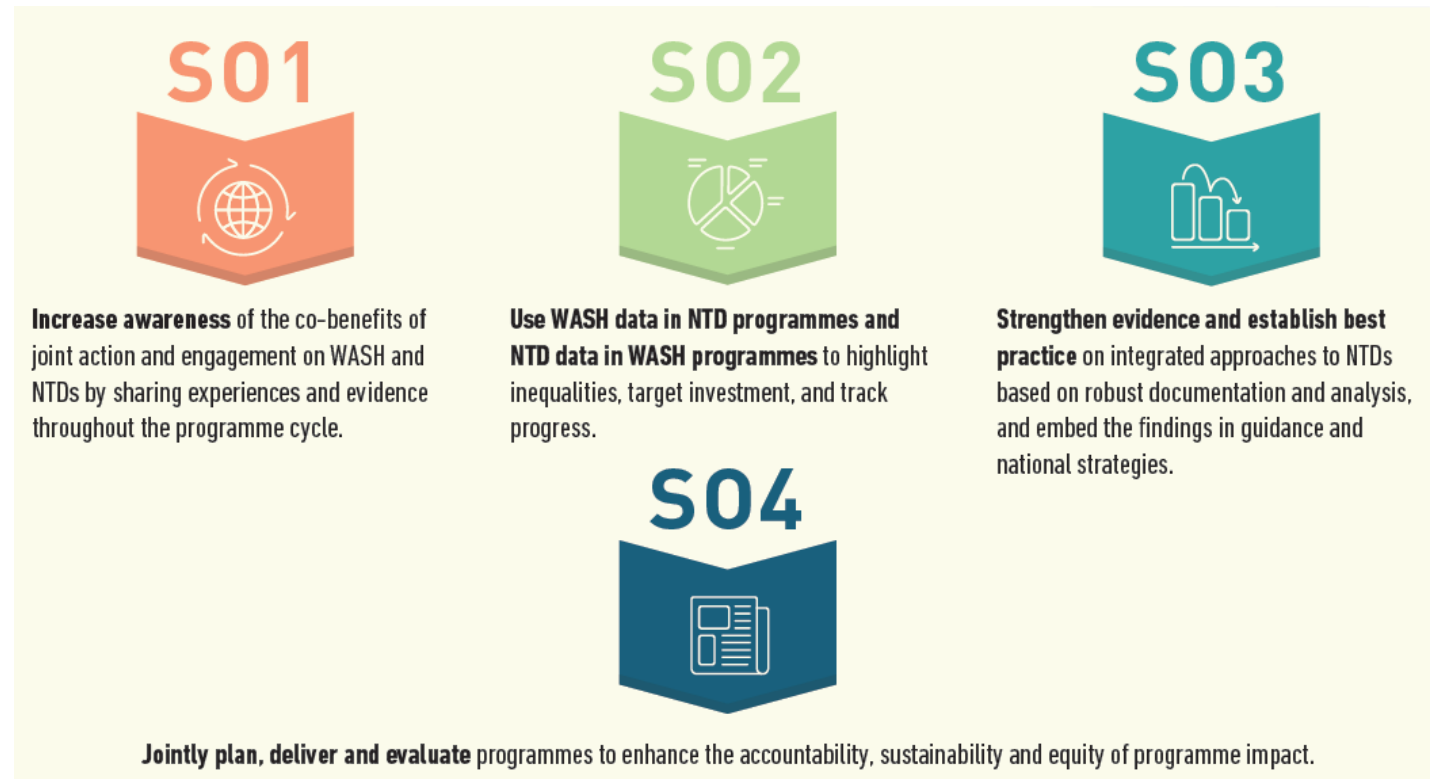 SO1
Increase awareness of the co-benefits of
joint action and engagement on WASH and
NTDs by sharing experiences and evidence
throughout the programme cycle.
SO2
Use WASH data in NTD programmes and
NTD data in WASH programmes to highlight
inequalities, target investment, and track
progress.
SO3
Strengthen evidence and establish best
practice on integrated approaches to NTDs
based on robust documentation and analysis,
and embed the findings in guidance and
national strategies.
SO4
Jointly plan, deliver and evaluate programmes to enhance the accountability, sustainability and equity of programme impact.